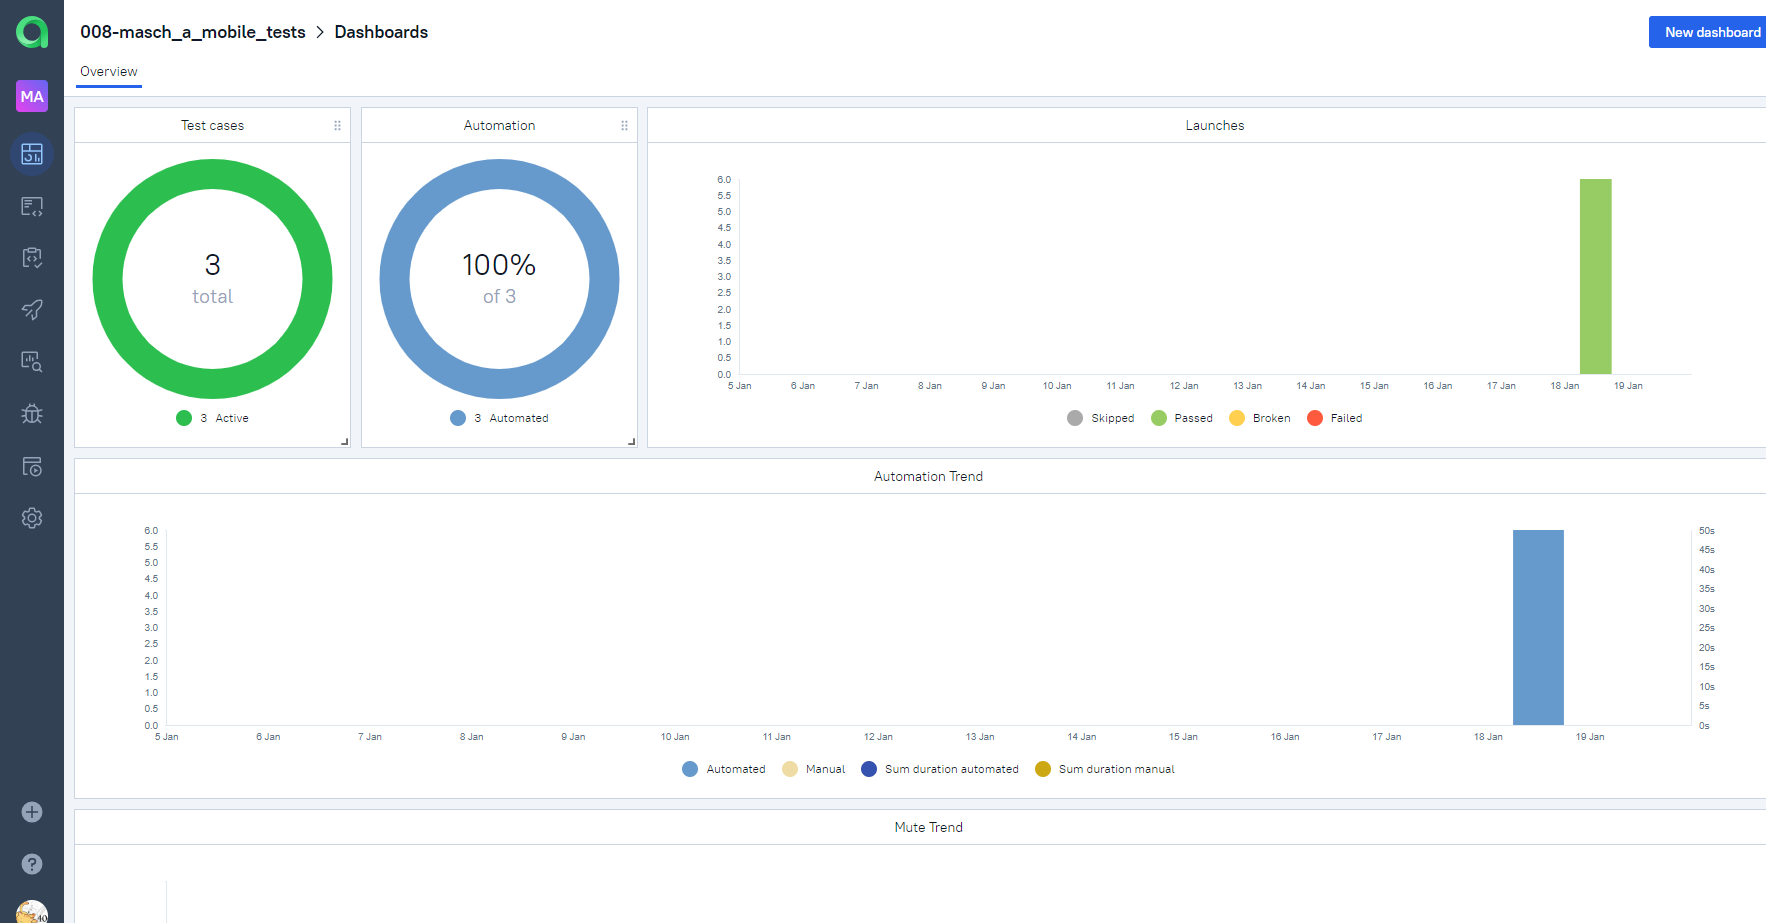 008-masch_a_mobile_tests > Dashboards
New dashboard
MA
Overview
Test cases
3
total
3 Active
Automation
100%
of 3
3 Automated
Launches
6.0
5.5
5.0
4.5
4.0
3.5
3.0
2.5
2.0
1.5
1.0
0.5
0.0
5 Jan 6 Jan 7 Jan 8 Jan 9 Jan 10 Jan 11 Jan 12 Jan 13 Jan 14 Jan 15 Jan 16 Jan 17 Jan 18 Jan 19 Jan
Skipped Passed Broken Failed
Automation Trend
6.0
5.5
5.0
4.5
4.0
3.5
3.0
2.5
2.0
1.5
1.0
0.5
0.0
50s
45s
40s
35s
30s
25s
20s
15s
10s
5s
0s
5 Jan 6 Jan 7 Jan 8 Jan 9 Jan 10 Jan 11 Jan 12 Jan 13 Jan 14 Jan 15 Jan 16 Jan 17 Jan 18 Jan 19 Jan
Automated Manual Sum duration automated Sum duration manual
Mute Trend
?
40